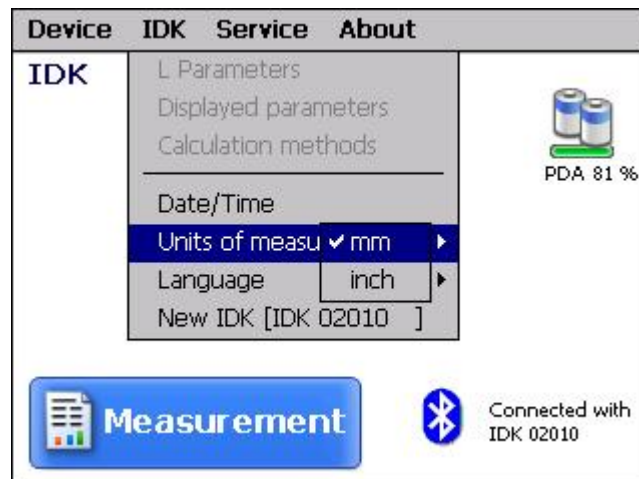 Device IDK Service About
IDK
L Parameters
Displayed parameters
Calculation methods
PDA 81 %
Date/Time
Units of measu ✔ mm
Language inch
New IDK [IDK 02010 ]
Measurement
Connected with
IDK 02010